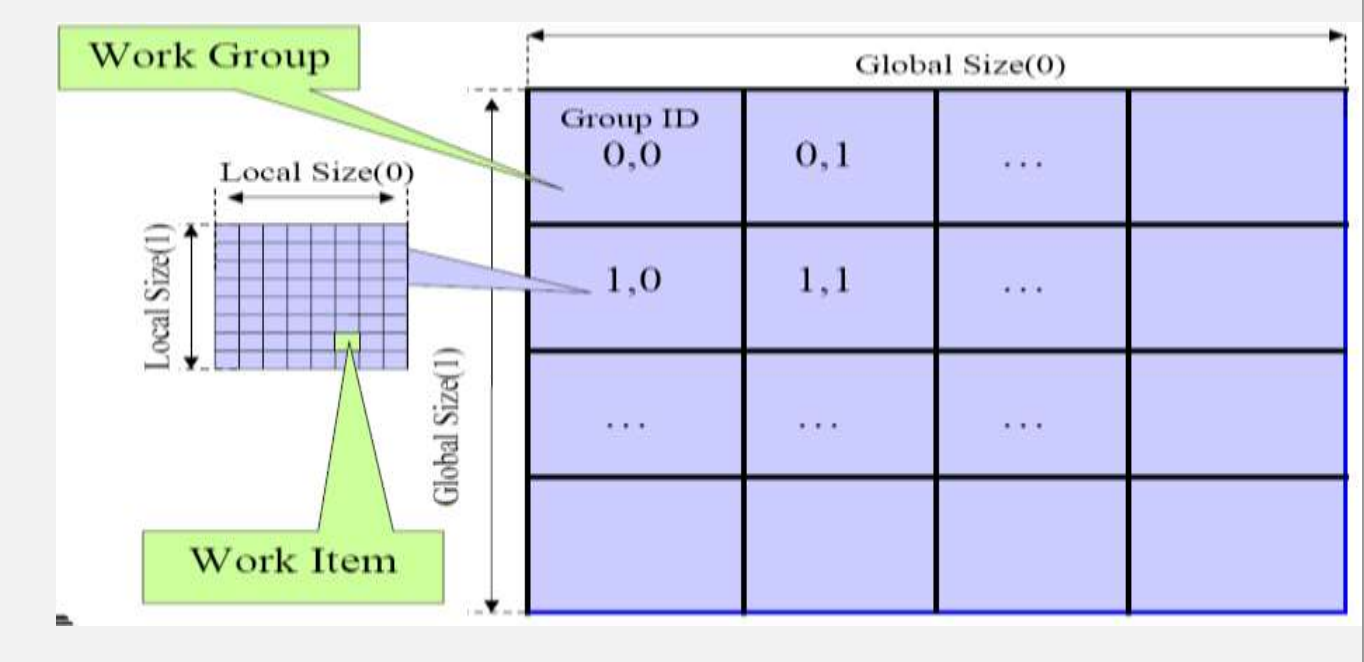 Work Group
Global Size(0)
Group ID
0,0
0,1
...
Local Size(0)
Local Size(1)
1,0
1,1
...
Global Size(1)
...
...
...
Work Item